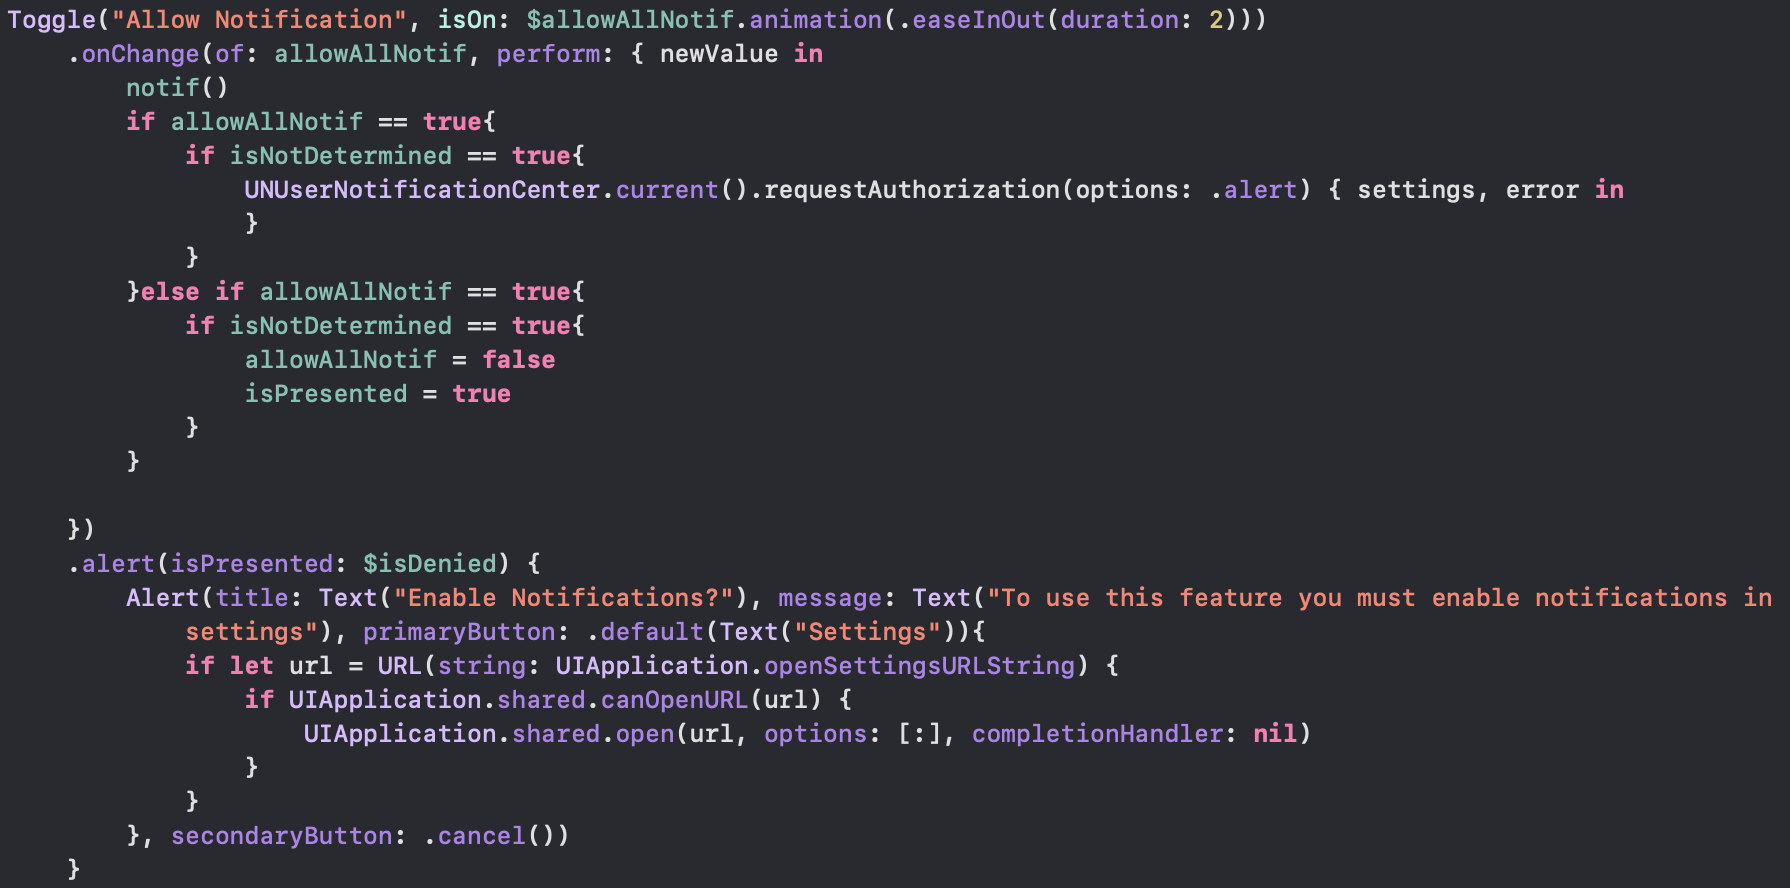 Toggle("Allow Notification", isOn: $allowAllNotif.animation(.easeInOut(duration: 2)))
    .onChange(of: allowAllNotif, perform: { newValue in
        notif()
        if allowAllNotif == true{
            if isNotDetermined == true{
                UNUserNotificationCenter.current().requestAuthorization(options: .alert) { settings, error in
                }
            }
        }else if allowAllNotif == true{
            if isNotDetermined == true{
                allowAllNotif = false
                isPresented = true
            }
        }

    })
    .alert(isPresented: $isDenied) {
        Alert(title: Text("Enable Notifications?"), message: Text("To use this feature you must enable notifications in
            settings"), primaryButton: .default(Text("Settings")){
            if let url = URL(string: UIApplication.openSettingsURLString) {
                if UIApplication.shared.canOpenURL(url) {
                    UIApplication.shared.open(url, options: [:], completionHandler: nil)
                }
            }
        }, secondaryButton: .cancel())
    }